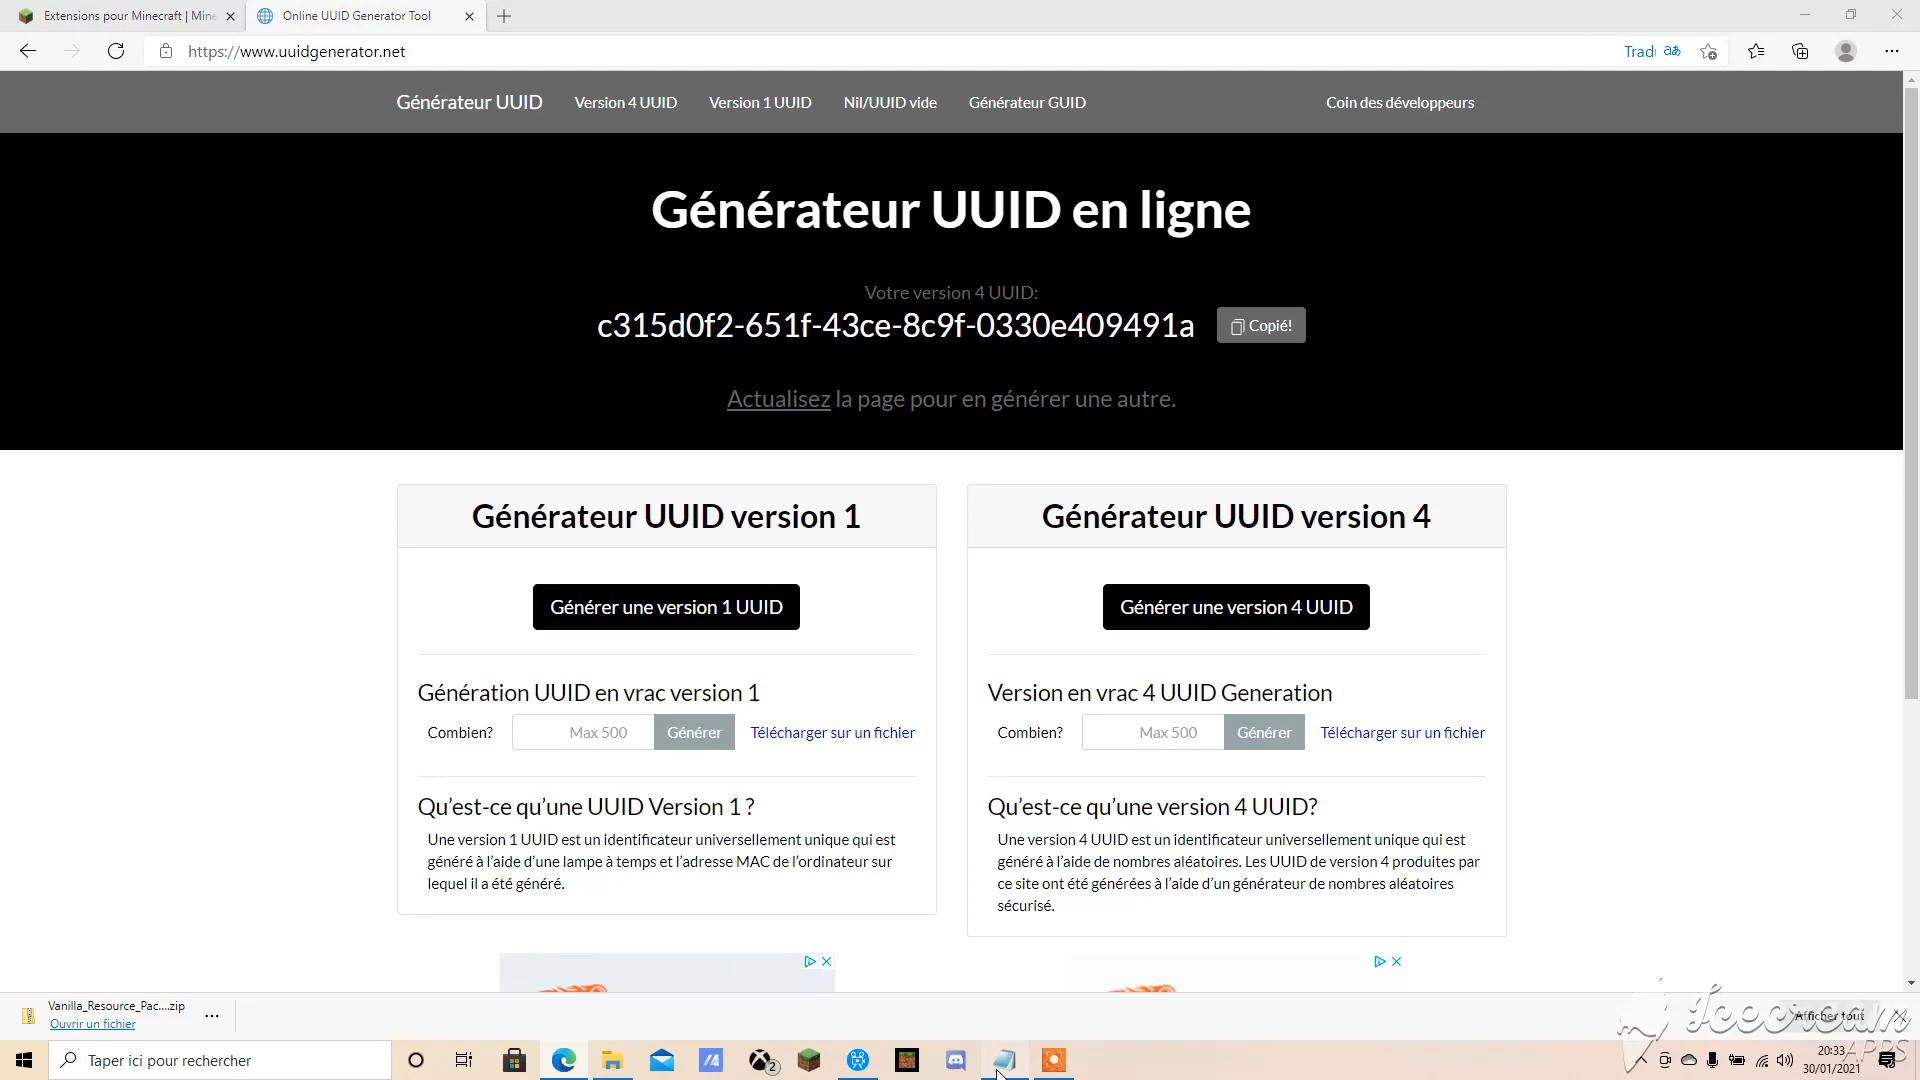 Extensions pour Minecraft | Mine
Online UUID Generator Tool
https://www.uuidgenerator.net
Tradu
Générateur UUID
Version 4 UUID
Version 1 UUID
Nil/UUID vide
Générateur GUID
Coin des développeurs
Générateur UUID en ligne
Votre version 4 UUID:
c315d0f2-651f-43ce-8c9f-0330e409491a
Copié!
Actualisez la page pour en générer une autre.
Générateur UUID version 1
Générer une version 1 UUID
Génération UUID en vrac version 1
Combien?
Max 500
Générer
Télécharger sur un fichier
Qu'est-ce qu'une UUID Version 1 ?
Une version 1 UUID est un identificateur universellement unique qui est
généré à l'aide d'une lampe à temps et l'adresse MAC de l'ordinateur sur
lequel il a été généré.
Générateur UUID version 4
Générer une version 4 UUID
Version en vrac 4 UUID Generation
Combien?
Max 500
Générer
Télécharger sur un fichier
Qu'est-ce qu'une version 4 UUID?
Une version 4 UUID est un identificateur universellement unique qui est
généré à l'aide de nombres aléatoires. Les UUID de version 4 produites par
ce site ont été générées à l'aide d'un générateur de nombres aléatoires
sécurisé.
Vanilla_Resource_Pac....zip
Ouvrir un fichier
Afficher tout
Icecream
APPS
Taper ici pour rechercher
2
20:33
30/01/2021